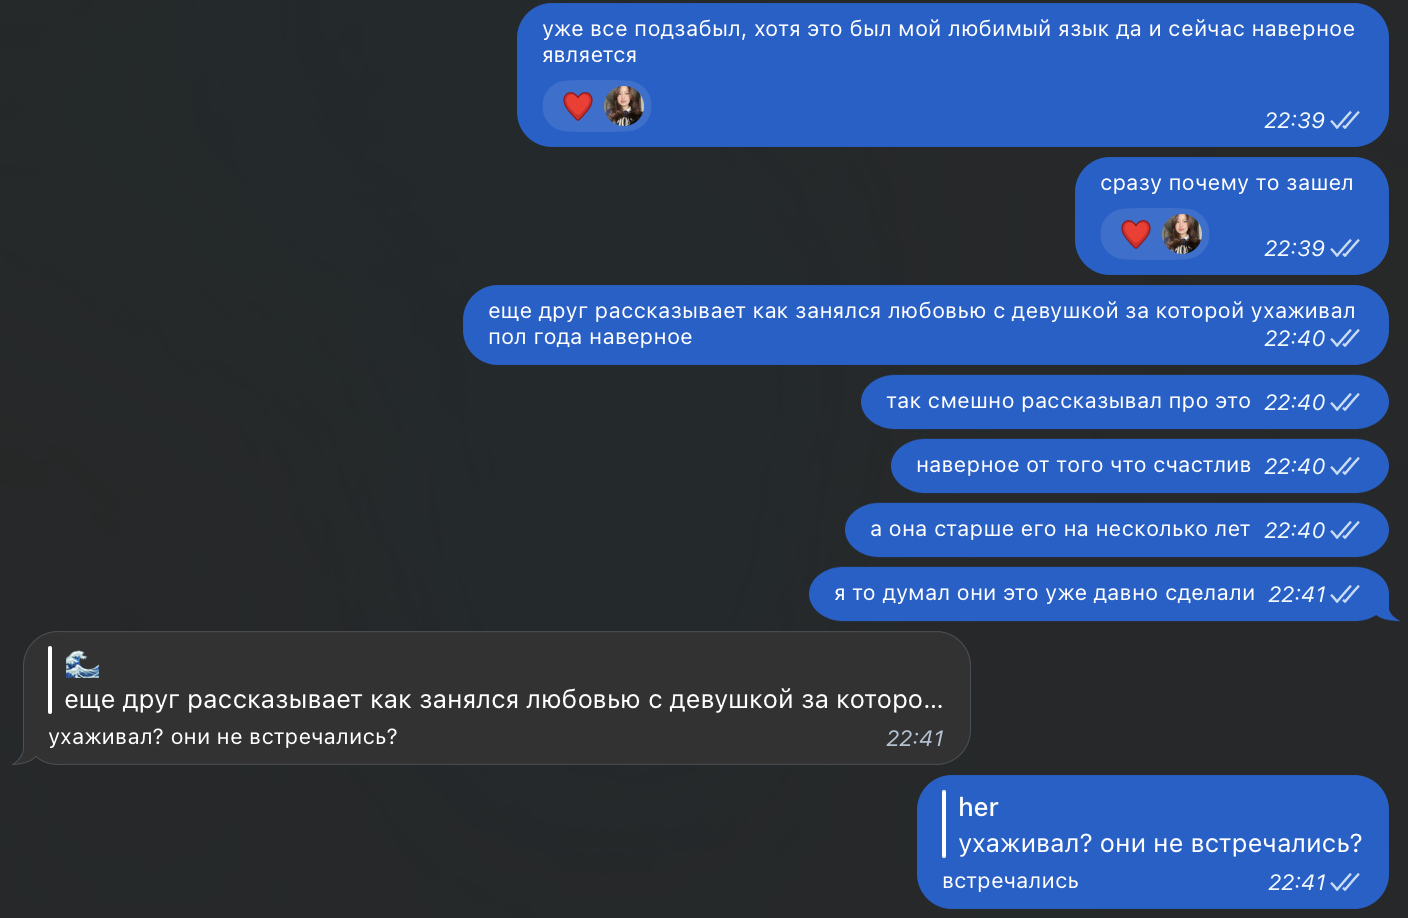 уже все подзабыл, хотя это был мой любимый язык да и сейчас наверное
является
22:39
сразу почему то зашел
22:39
еще друг рассказывает как занялся любовью с девушкой за которой ухаживал
пол года наверное
22:40
так смешно рассказывал про это 22:40
наверное от того что счастлив 22:40
а она старше его на несколько лет 22:40
я то думал они это уже давно сделали 22:41
еще друг рассказывает как занялся любовью с девушкой за которо...
ухаживал? они не встречались? 22:41
her
ухаживал? они не встречались?
встречались 22:41